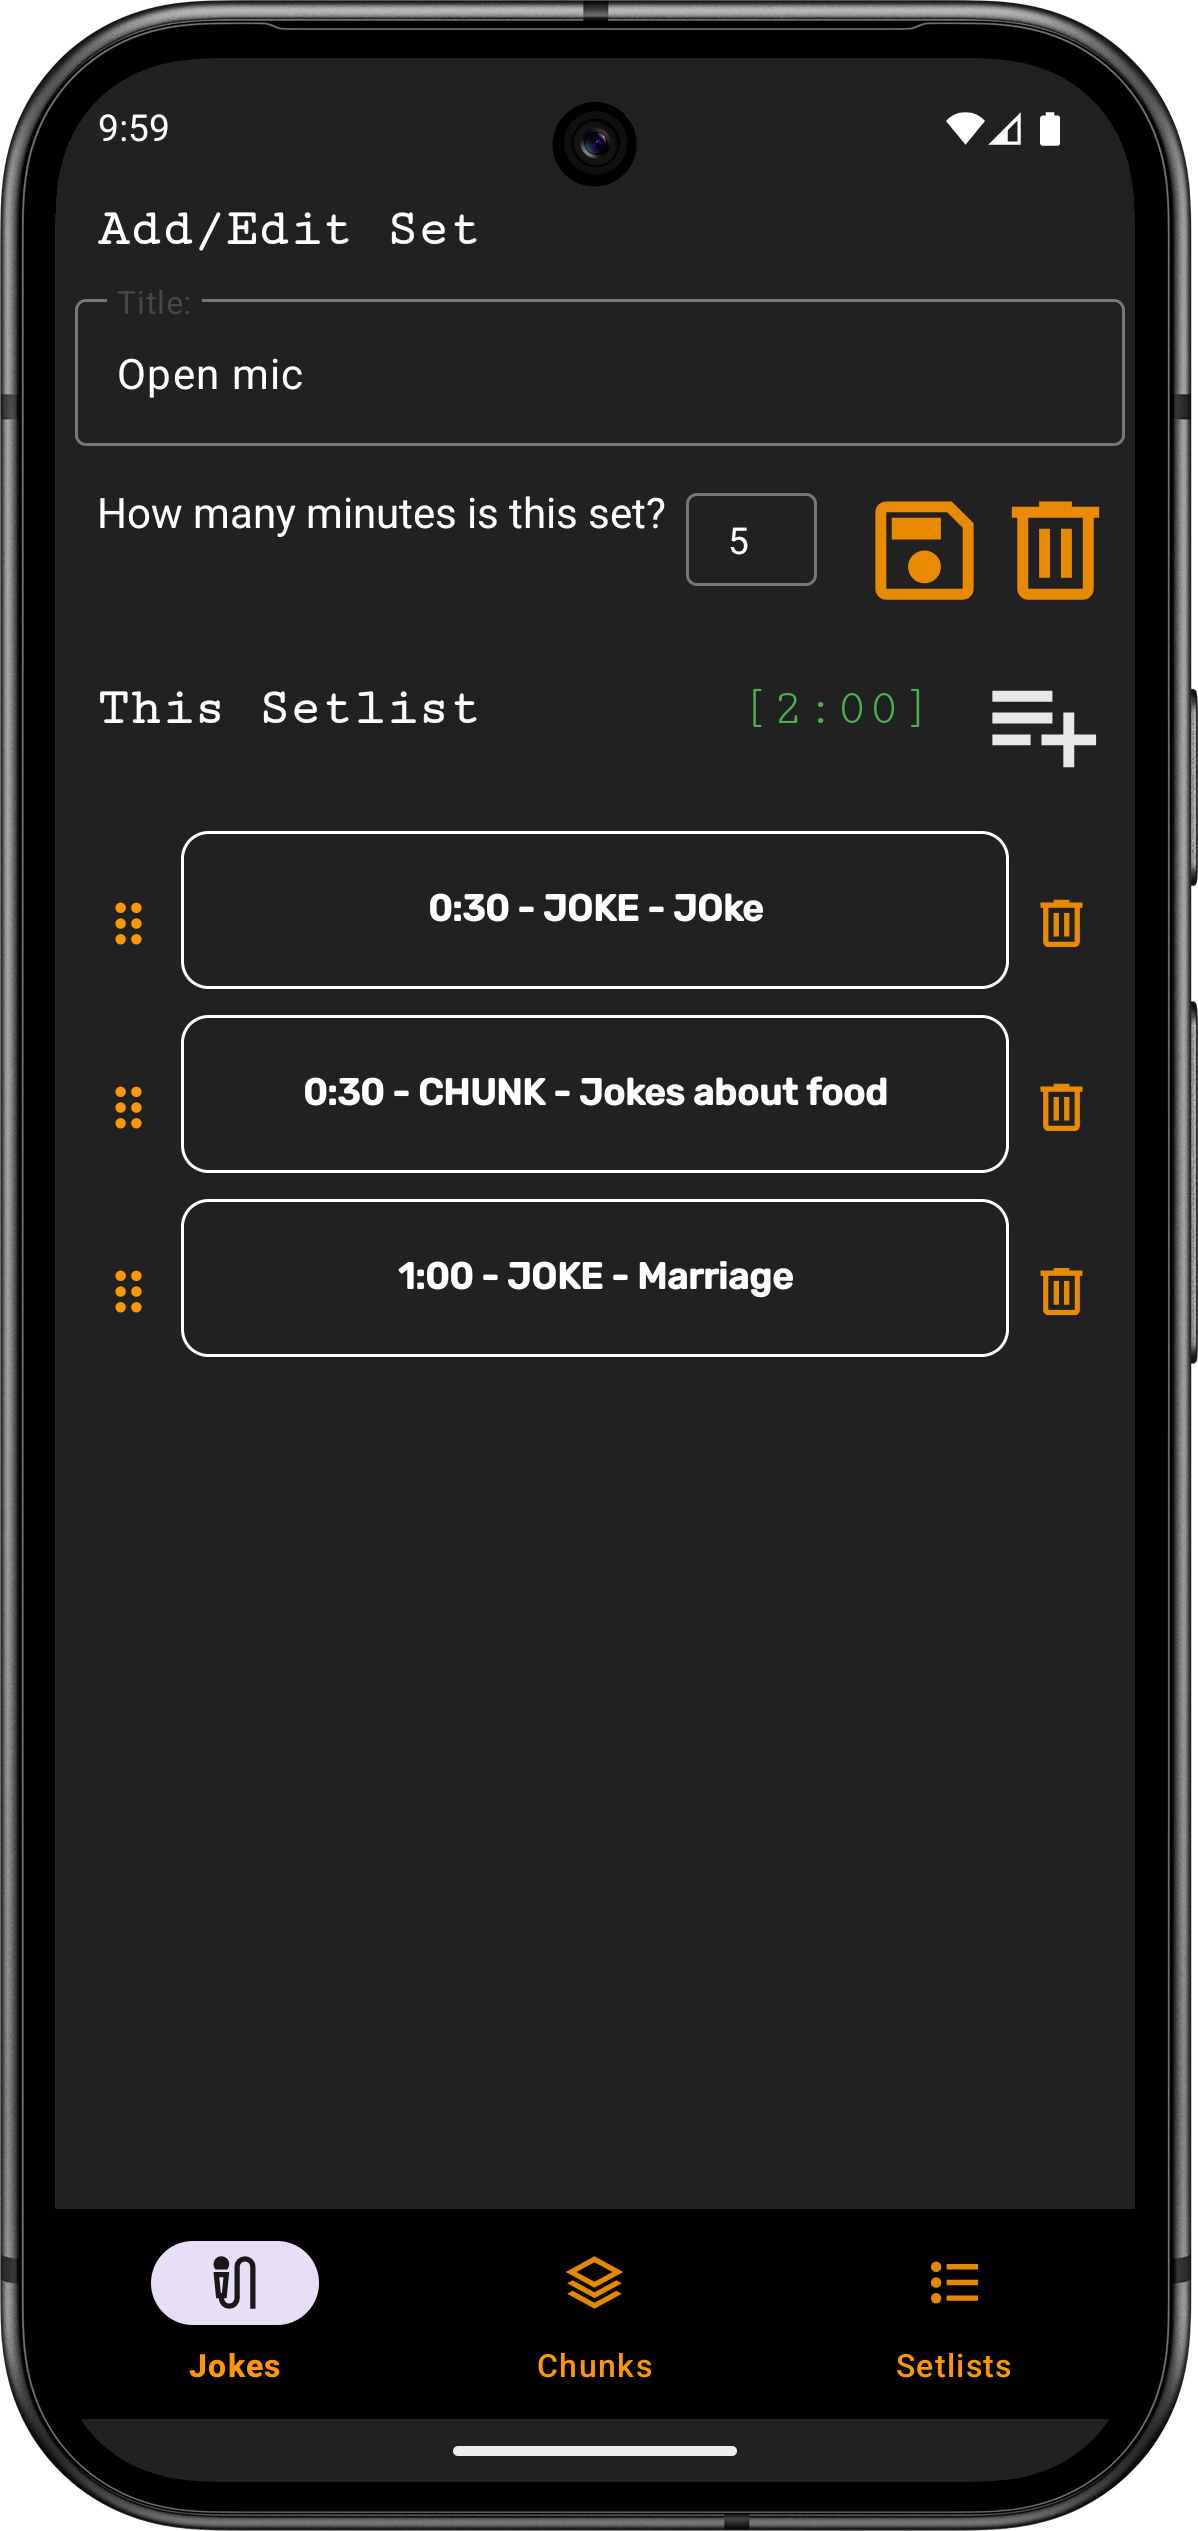 9:59
Add/Edit Set
Title:
Open mic
How many minutes is this set? 5
This Setlist [2:00]
0:30 - JOKE - JOke
0:30 - CHUNK - Jokes about food
1:00 - JOKE - Marriage
Jokes Chunks Setlists